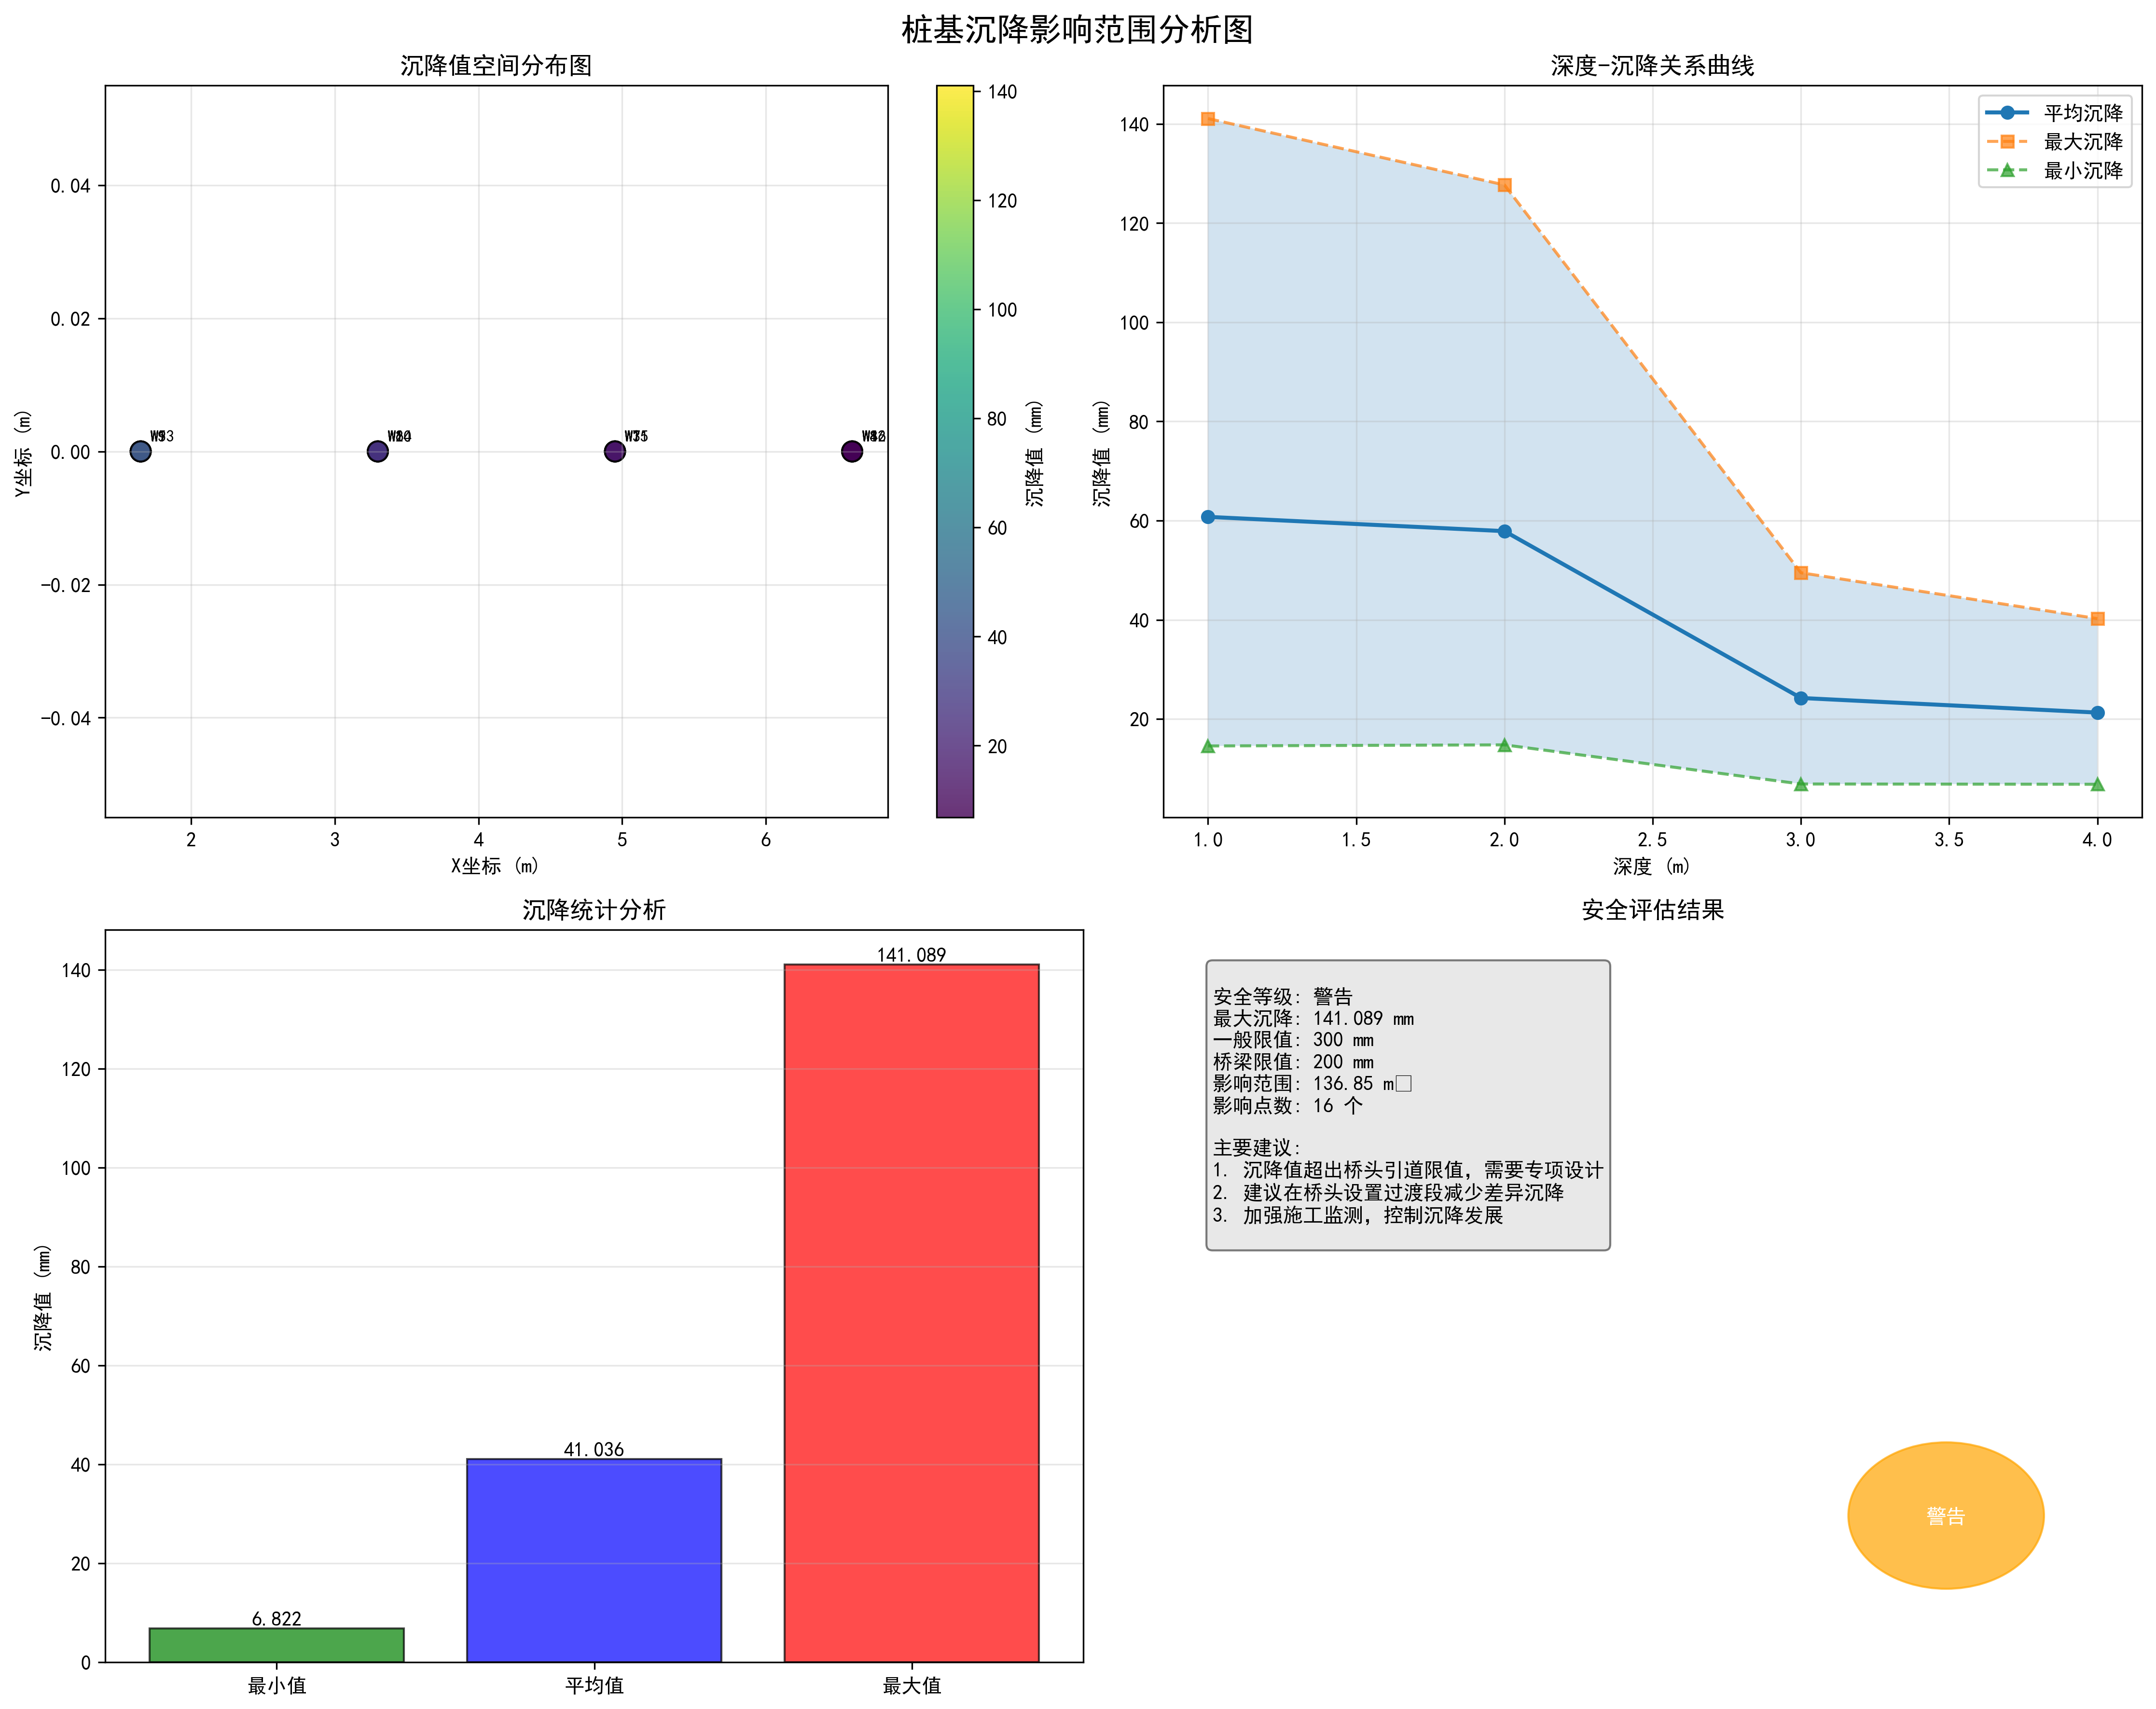 桩基沉降影响范围分析图
沉降值空间分布图
0.04
0.02
0.00
-0.02
-0.04
Y坐标 (m)
2
3
4
5
6
X坐标 (m)
140
120
100
80
60
40
20
沉降值 (mm)
深度-沉降关系曲线
平均沉降
最大沉降
最小沉降
140
120
100
80
60
40
20
沉降值 (mm)
1.0
1.5
2.0
2.5
3.0
3.5
4.0
深度 (m)
沉降统计分析
140
120
100
80
60
40
20
0
沉降值 (mm)
6.822
41.036
141.089
最小值
平均值
最大值
安全评估结果
安全等级: 警告
最大沉降: 141.089 mm
一般限值: 300 mm
桥梁限值: 200 mm
影响范围: 136.85 m□
影响点数: 16 个
主要建议:
1. 沉降值超出桥头引道限值, 需要专项设计
2. 建议在桥头设置过渡段减少差异沉降
3. 加强施工监测, 控制沉降发展
警告